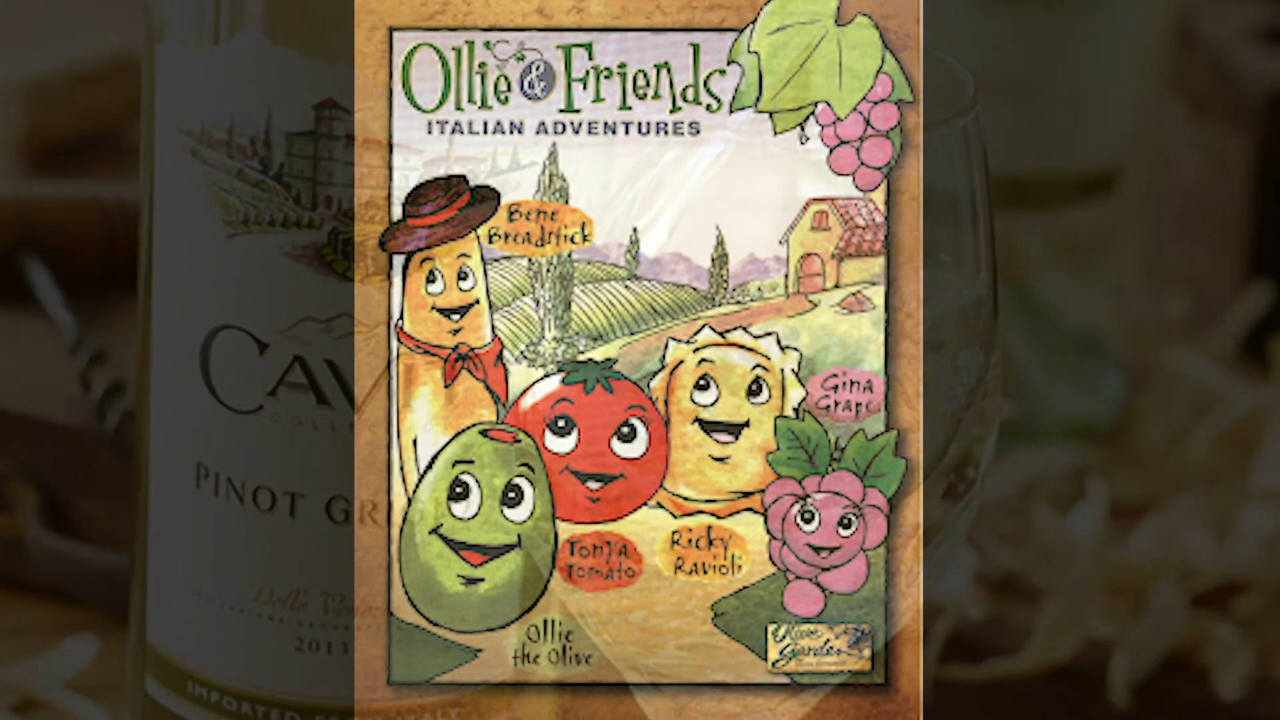 Ollie & Friends
ITALIAN ADVENTURES
Bene
Breadstick
Gina
Grape
Tonya
Tomato
Ricky
Ravioli
Ollie
the Olive
Olive
Garden
CAV
PINOT GRI
2013
IMPORTED